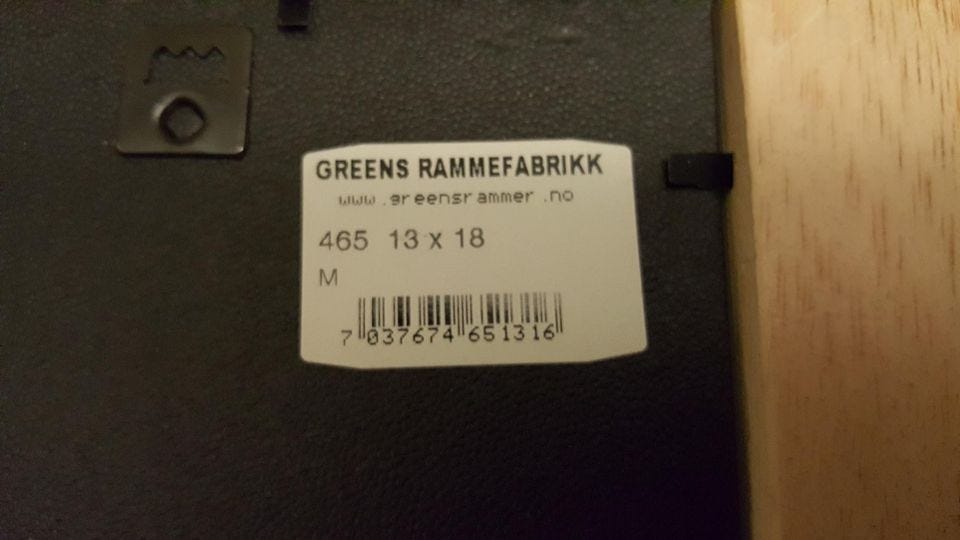 GREENS RAMMEFABRIKK
www.greensrammer.no
465 13 x 18
M
7 037674 651316